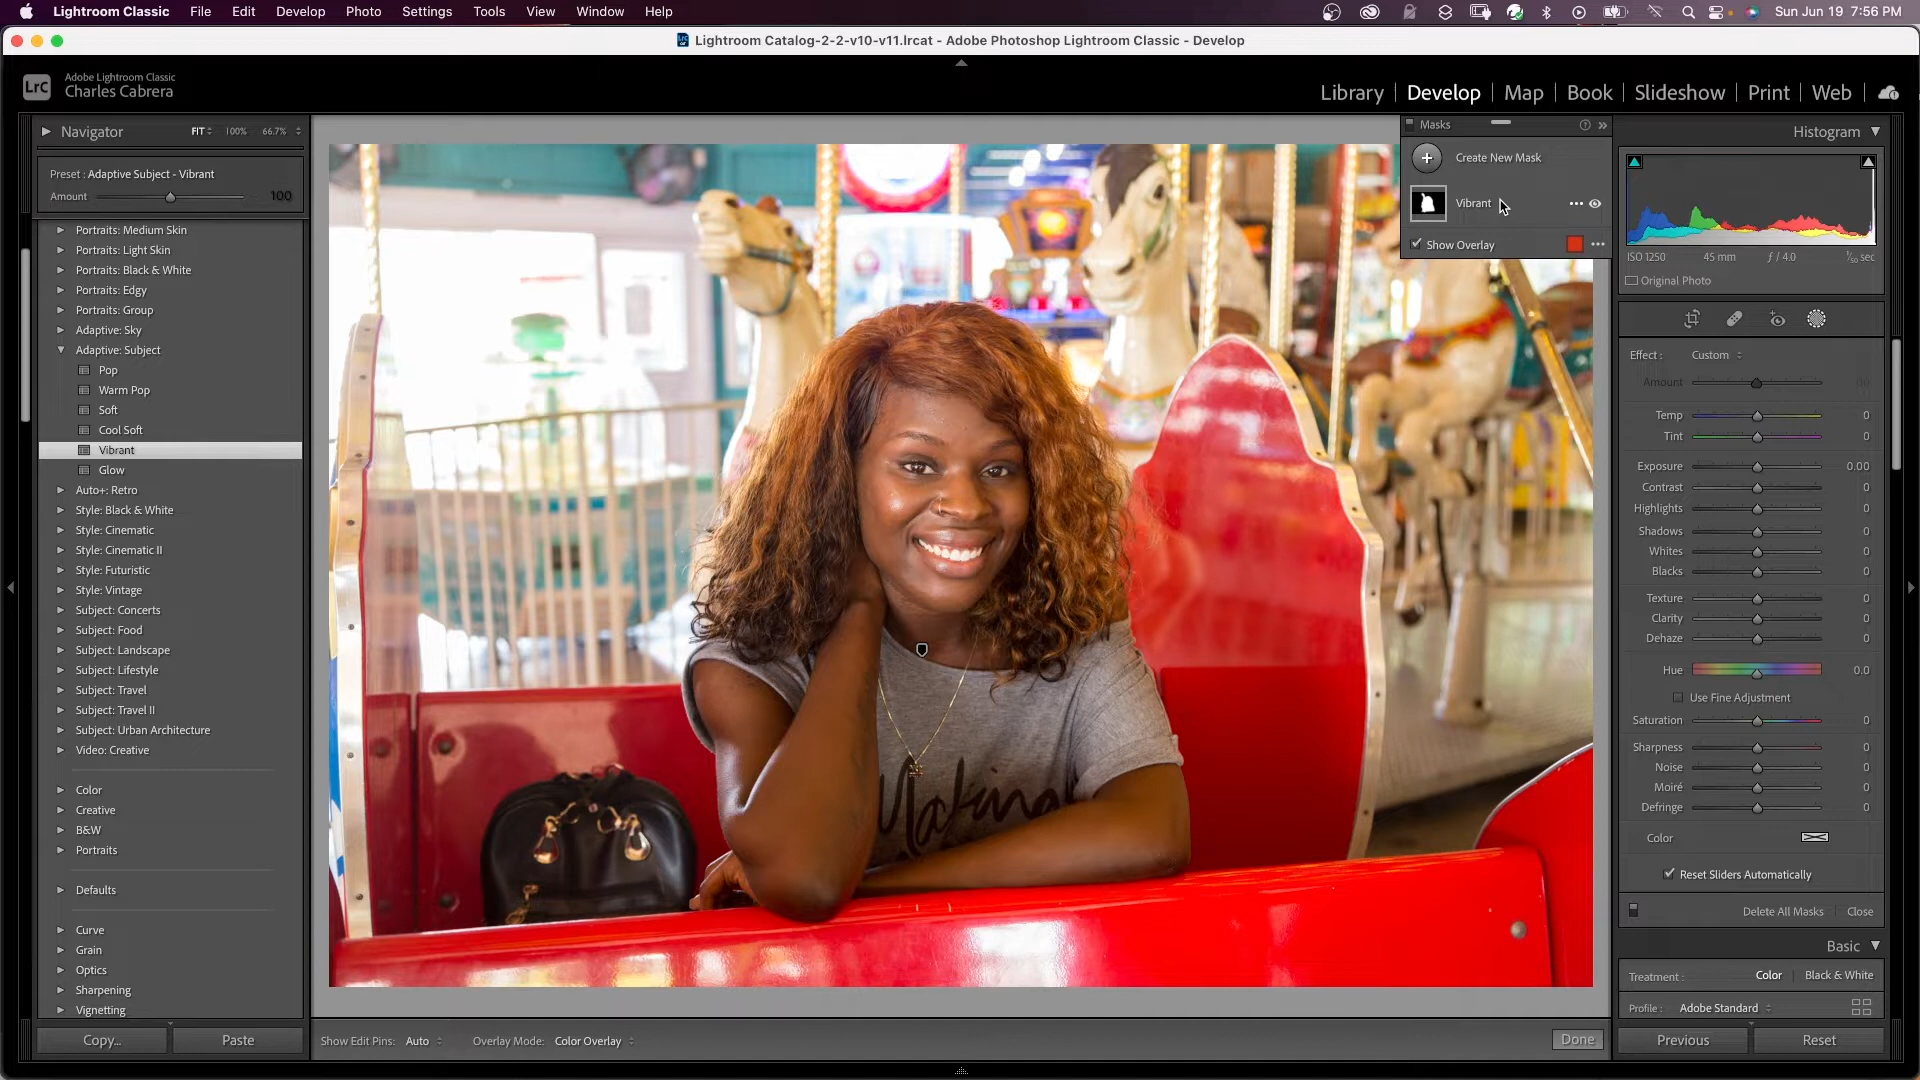 Lightroom Classic File Edit Develop Photo Settings Tools View Window Help Sun Jun 19 7:56 PM
Lightroom Catalog-2-2-v10-v11.lrcat - Adobe Photoshop Lightroom Classic - Develop
LrC
Adobe Lightroom Classic
Charles Cabrera
Library | Develop | Map | Book | Slideshow | Print | Web
Navigator FIT 100% 66.7%
Preset : Adaptive Subject - Vibrant
Amount 100
Portraits: Medium Skin
Portraits: Light Skin
Portraits: Black & White
Portraits: Edgy
Portraits: Group
Adaptive: Sky
Adaptive: Subject
Pop
Warm Pop
Soft
Cool Soft
Vibrant
Glow
Auto+: Retro
Style: Black & White
Style: Cinematic
Style: Cinematic II
Style: Futuristic
Style: Vintage
Subject: Concerts
Subject: Food
Subject: Landscape
Subject: Lifestyle
Subject: Travel
Subject: Travel II
Subject: Urban Architecture
Video: Creative
Color
Creative
B&W
Portraits
Defaults
Curve
Grain
Optics
Sharpening
Vignetting
Copy... Paste
Making
Show Edit Pins: Auto Overlay Mode: Color Overlay Done
Masks
Create New Mask
Vibrant
Show Overlay
Histogram
ISO 1250 45 mm ƒ / 4.0 1/50 sec
Original Photo
Effect : Custom
Amount
Temp 0
Tint 0
Exposure 0.00
Contrast 0
Highlights 0
Shadows 0
Whites 0
Blacks 0
Texture 0
Clarity 0
Dehaze 0
Hue 0.0
Use Fine Adjustment
Saturation 0
Sharpness 0
Noise 0
Moiré 0
Defringe 0
Color
Reset Sliders Automatically
Delete All Masks | Close
Basic
Treatment : Color | Black & White
Profile : Adobe Standard
Previous Reset